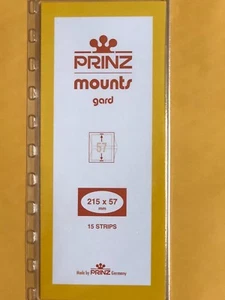 PRINZ
mounts
gard
57
215 x 57
mm
15 STRIPS
Made by PRINZ Germany